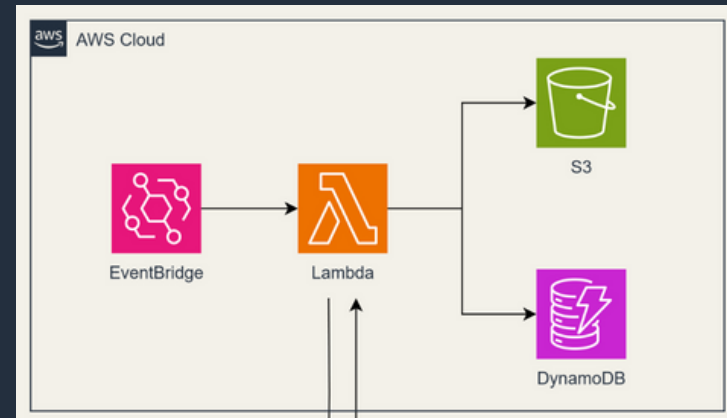 aws
AWS Cloud
S3
EventBridge
Lambda
DynamoDB